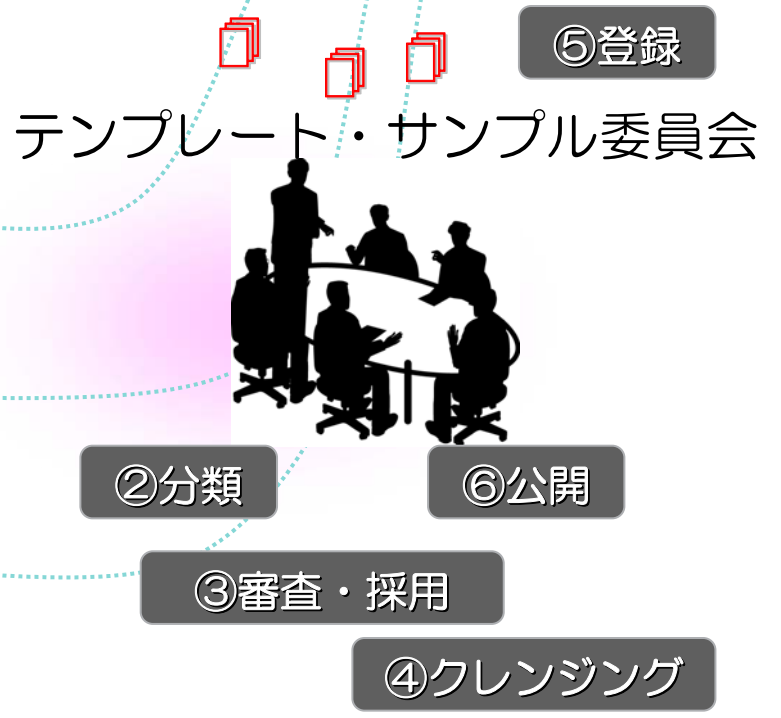 ⑤登録
テンプレート・サンプル委員会
②分類
⑥公開
③審査・採用
④クレンジング